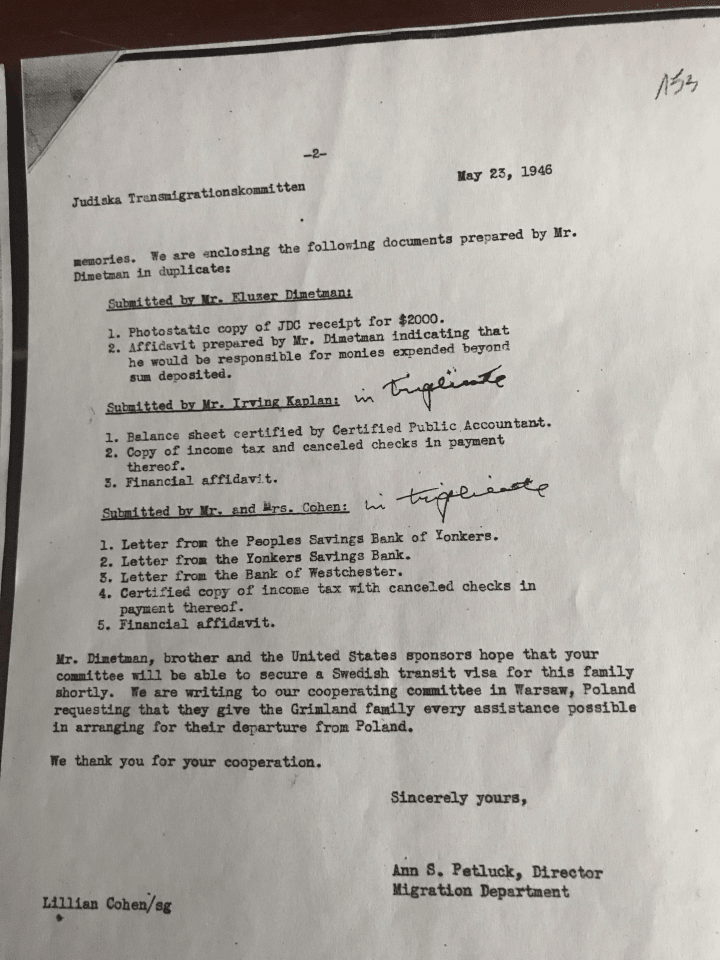 153
-2-
Judiska Transmigrationskommitten
May 23, 1946
memories. We are enclosing the following documents prepared by Mr.
Dimetman in duplicate:
Submitted by Mr. Eluzer Dimetman:
1. Photostatic copy of JDC receipt for $2000.
2. Affidavit prepared by Mr. Dimetman indicating that
he would be responsible for monies expended beyond
sum deposited.
Submitted by Mr. Irving Kaplan: in triplicate
1. Balance sheet certified by Certified Public Accountant.
2. Copy of income tax and canceled checks in payment
thereof.
3. Financial affidavit.
Submitted by Mr. and Mrs. Cohen: in triplicate
1. Letter from the Peoples Savings Bank of Yonkers.
2. Letter from the Yonkers Savings Bank.
3. Letter from the Bank of Westchester.
4. Certified copy of income tax with canceled checks in
payment thereof.
5. Financial affidavit.
Mr. Dimetman, brother and the United States sponsors hope that your
committee will be able to secure a Swedish transit visa for this family
shortly. We are writing to our cooperating committee in Warsaw, Poland
requesting that they give the Grimland family every assistance possible
in arranging for their departure from Poland.
We thank you for your cooperation.
Sincerely yours,
Ann S. Petluck, Director
Migration Department
Lillian Cohen/sg